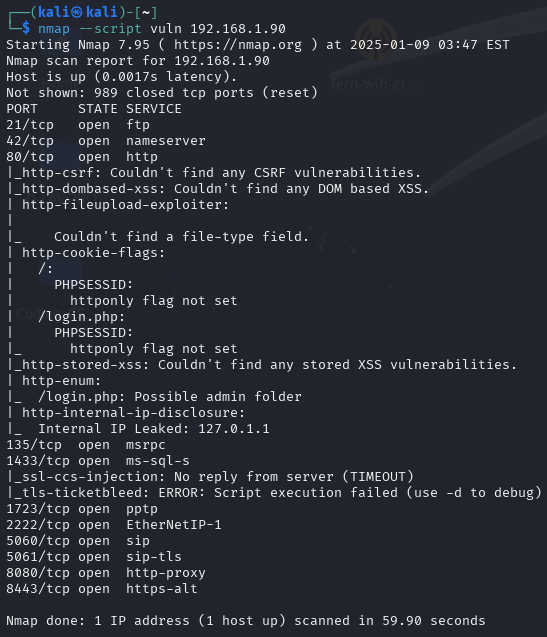 ┌──(kali㉿kali)-[~]
└─$ nmap --script vuln 192.168.1.90
Starting Nmap 7.95 ( https://nmap.org ) at 2025-01-09 03:47 EST
Nmap scan report for 192.168.1.90
Host is up (0.0017s latency).
Not shown: 989 closed tcp ports (reset)
PORT     STATE SERVICE
21/tcp   open  ftp
42/tcp   open  nameserver
80/tcp   open  http
|_http-csrf: Couldn't find any CSRF vulnerabilities.
|_http-dombased-xss: Couldn't find any DOM based XSS.
| http-fileupload-exploiter:
|
|_    Couldn't find a file-type field.
| http-cookie-flags:
|   /:
|     PHPSESSID:
|       httponly flag not set
|   /login.php:
|     PHPSESSID:
|_      httponly flag not set
|_http-stored-xss: Couldn't find any stored XSS vulnerabilities.
| http-enum:
|_  /login.php: Possible admin folder
| http-internal-ip-disclosure:
|_  Internal IP Leaked: 127.0.1.1
135/tcp  open  msrpc
1433/tcp open  ms-sql-s
|_ssl-ccs-injection: No reply from server (TIMEOUT)
|_tls-ticketbleed: ERROR: Script execution failed (use -d to debug)
1723/tcp open  pptp
2222/tcp open  EtherNetIP-1
5060/tcp open  sip
5061/tcp open  sip-tls
8080/tcp open  http-proxy
8443/tcp open  https-alt

Nmap done: 1 IP address (1 host up) scanned in 59.90 seconds
fern-wifi-cr...